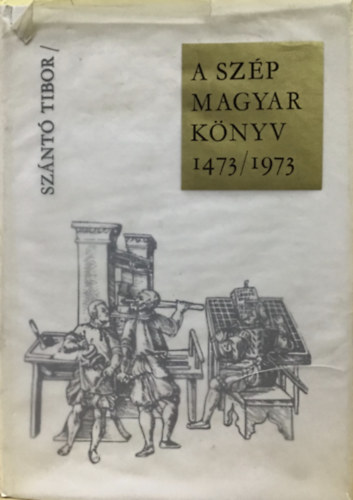 SZÁNTÓ TIBOR/
A SZÉP
MAGYAR
KÖNYV
1473/1973